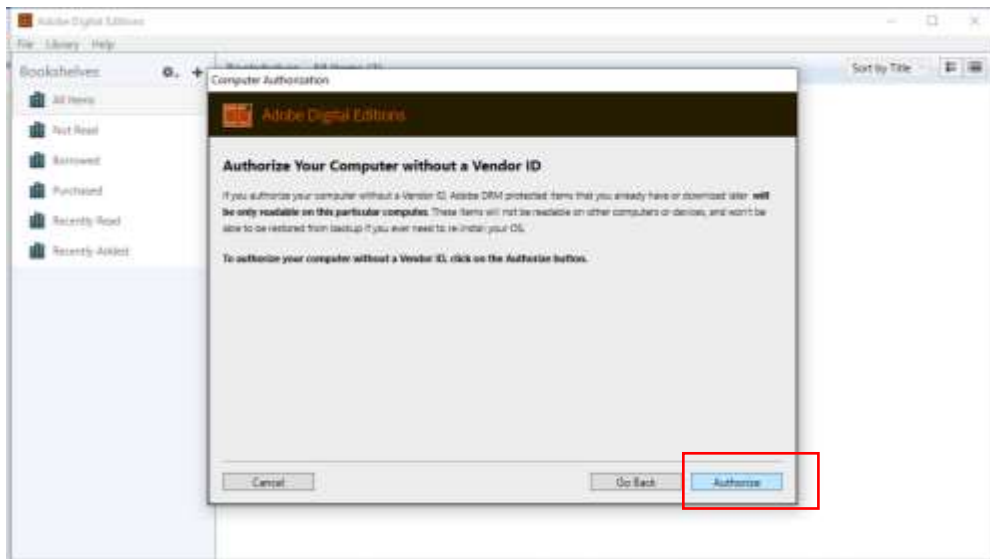 Adobe Digital Editions
File Library Help
Bookshelves
Sort by Title
All Items
Not Read
Borrowed
Purchased
Recently Read
Recently Added
Computer Authorization
Adobe Digital Editions
Authorize Your Computer without a Vendor ID
If you authorize your computer without a Vendor ID, Adobe DRM protected items that you already have or download later will
be only readable on this particular computer. These items will not be readable on other computers or devices, and won't be
able to be restored from backup if you ever need to re-install your OS.
To authorize your computer without a Vendor ID, click on the Authorize button.
Cancel
Go Back
Authorize